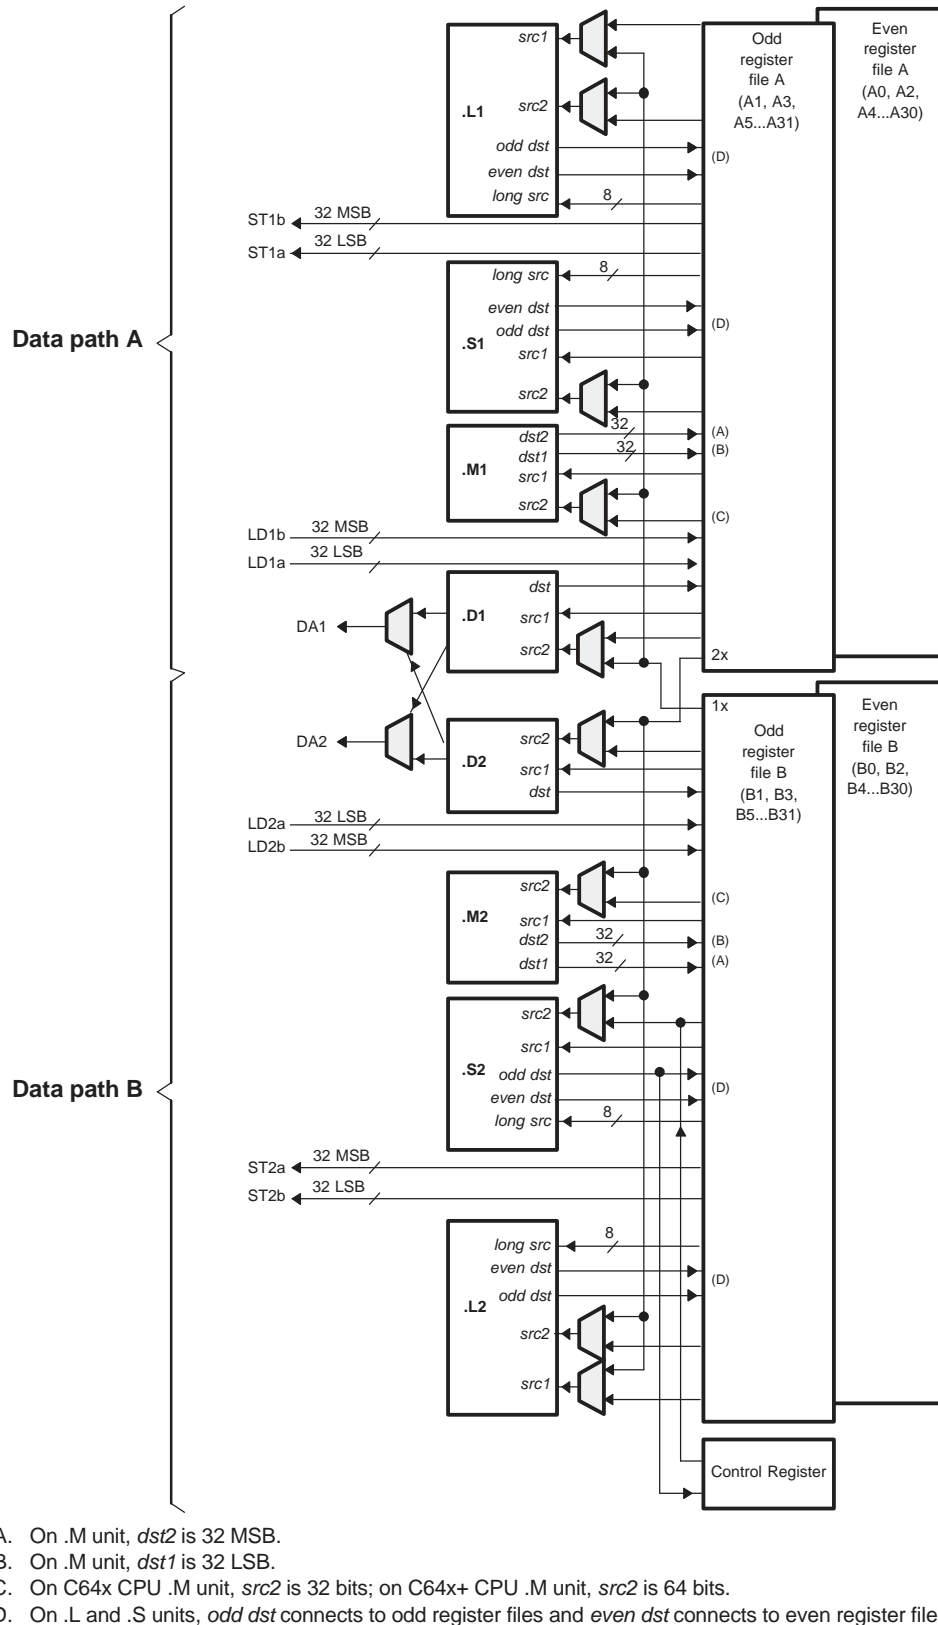 Odd
register
file A
(A1, A3,
A5...A31)
Even
register
file A
(A0, A2,
A4...A30)
src1
.L1
src2
odd dst
(D)
even dst
long src
8
ST1b
32 MSB
ST1a
32 LSB
long src
8
even dst
odd dst
(D)
.S1
src1
src2
Data path A
32
dst2
(A)
32
dst1
(B)
.M1
src1
src2
(C)
LD1b
32 MSB
LD1a
32 LSB
dst
.D1
src1
DA1
src2
2x
1x
Odd
register
file B
(B1, B3,
B5...B31)
Even
register
file B
(B0, B2,
B4...B30)
DA2
src2
.D2
src1
dst
LD2a
32 LSB
LD2b
32 MSB
src2
(C)
.M2
src1
dst2
32
(B)
dst1
32
(A)
src2
src1
.S2
odd dst
(D)
even dst
long src
8
Data path B
ST2a
32 MSB
ST2b
32 LSB
long src
8
even dst
(D)
odd dst
.L2
src2
src1
Control Register
A. On .M unit, dst2 is 32 MSB.
B. On .M unit, dst1 is 32 LSB.
C. On C64x CPU .M unit, src2 is 32 bits; on C64x+ CPU .M unit, src2 is 64 bits.
D. On .L and .S units, odd dst connects to odd register files and even dst connects to even register file